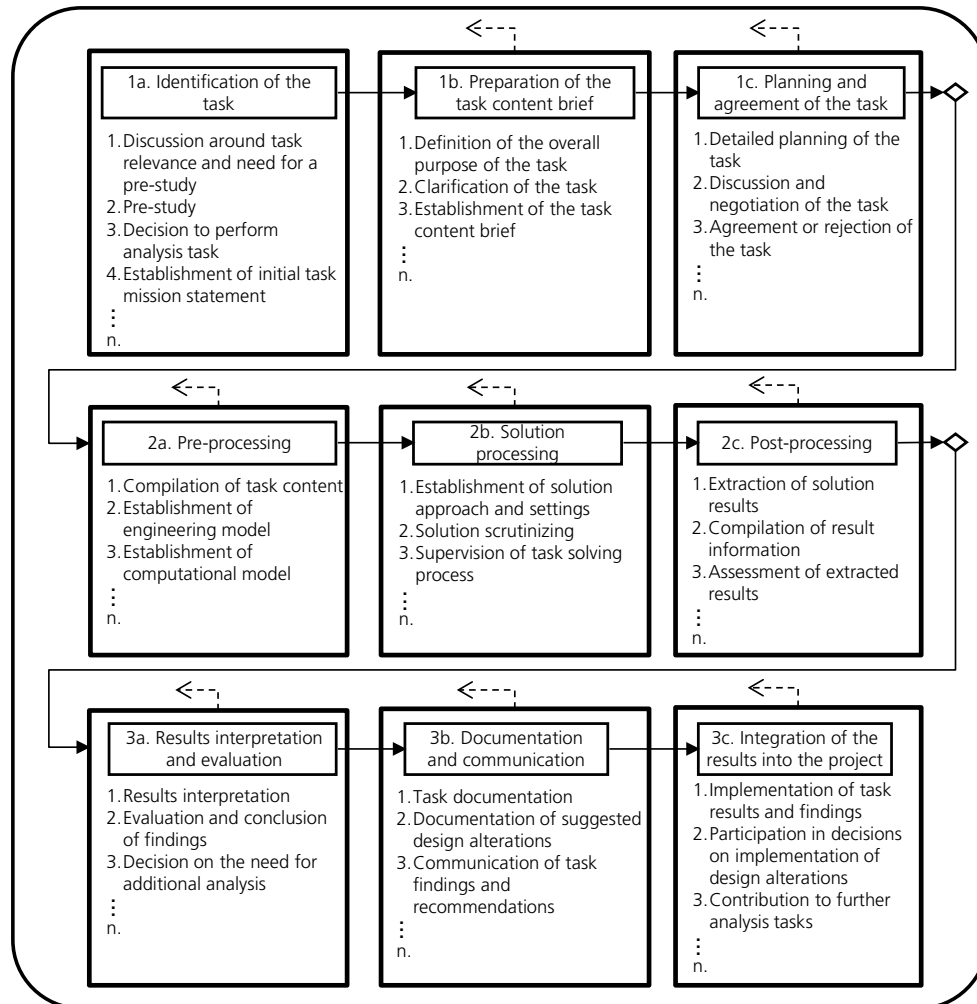 1a. Identification of the
task
1.Discussion around task
relevance and need for a
pre-study
2.Pre-study
3.Decision to perform
analysis task
4.Establishment of initial task
mission statement
⋮
n.
1b. Preparation of the
task content brief
1.Definition of the overall
purpose of the task
2.Clarification of the task
3.Establishment of the task
content brief
⋮
n.
1c. Planning and
agreement of the task
1.Detailed planning of the
task
2.Discussion and
negotiation of the task
3.Agreement or rejection of
the task
⋮
n.
2a. Pre-processing
1.Compilation of task content
2.Establishment of
engineering model
3.Establishment of
computational model
⋮
n.
2b. Solution
processing
1.Establishment of solution
approach and settings
2.Solution scrutinizing
3.Supervision of task solving
process
⋮
n.
2c. Post-processing
1.Extraction of solution
results
2.Compilation of result
information
3.Assessment of extracted
results
⋮
n.
3a. Results interpretation
and evaluation
1.Results interpretation
2.Evaluation and conclusion
of findings
3.Decision on the need for
additional analysis
⋮
n.
3b. Documentation
and communication
1.Task documentation
2.Documentation of suggested
design alterations
3.Communication of task
findings and
recommendations
⋮
n.
3c. Integration of the
results into the project
1.Implementation of task
results and findings
2.Participation in decisions
on implementation of
design alterations
3.Contribution to further
analysis tasks
⋮
n.